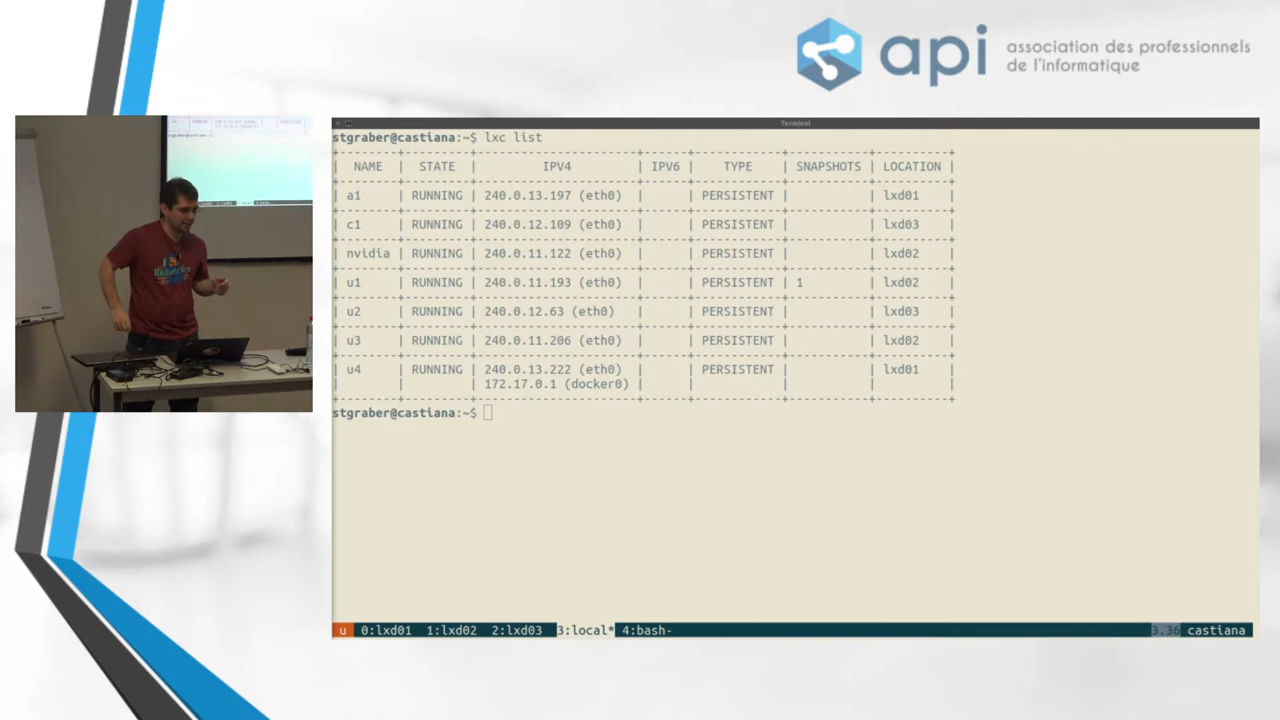 api association des professionnels
de l'informatique
Terminal
stgraber@castiana:~$ lxc list
| NAME | STATE | IPV4 | IPV6 | TYPE | SNAPSHOTS | LOCATION |
| a1 | RUNNING | 240.0.13.197 (eth0) | | PERSISTENT | | lxd01 |
| c1 | RUNNING | 240.0.12.109 (eth0) | | PERSISTENT | | lxd03 |
| nvidia | RUNNING | 240.0.11.122 (eth0) | | PERSISTENT | | lxd02 |
| u1 | RUNNING | 240.0.11.193 (eth0) | | PERSISTENT | 1 | lxd02 |
| u2 | RUNNING | 240.0.12.63 (eth0) | | PERSISTENT | | lxd03 |
| u3 | RUNNING | 240.0.11.206 (eth0) | | PERSISTENT | | lxd02 |
| u4 | RUNNING | 240.0.13.222 (eth0) | | PERSISTENT | | lxd01 |
| | | 172.17.0.1 (docker0) | | | | |
stgraber@castiana:~$
u 0:lxd01 1:lxd02 2:lxd03 3:local* 4:bash- 3.36 castiana